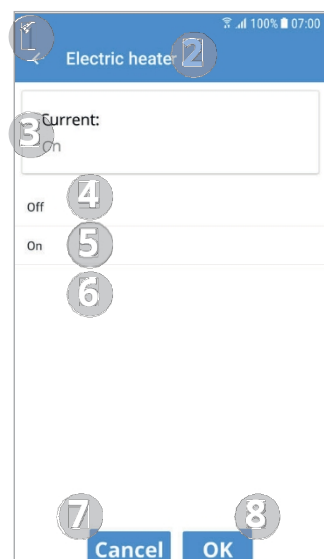 100% 07:00
1
Electric heater 2
Current:
3
On
Off 4
On 5
6
7 8
Cancel OK